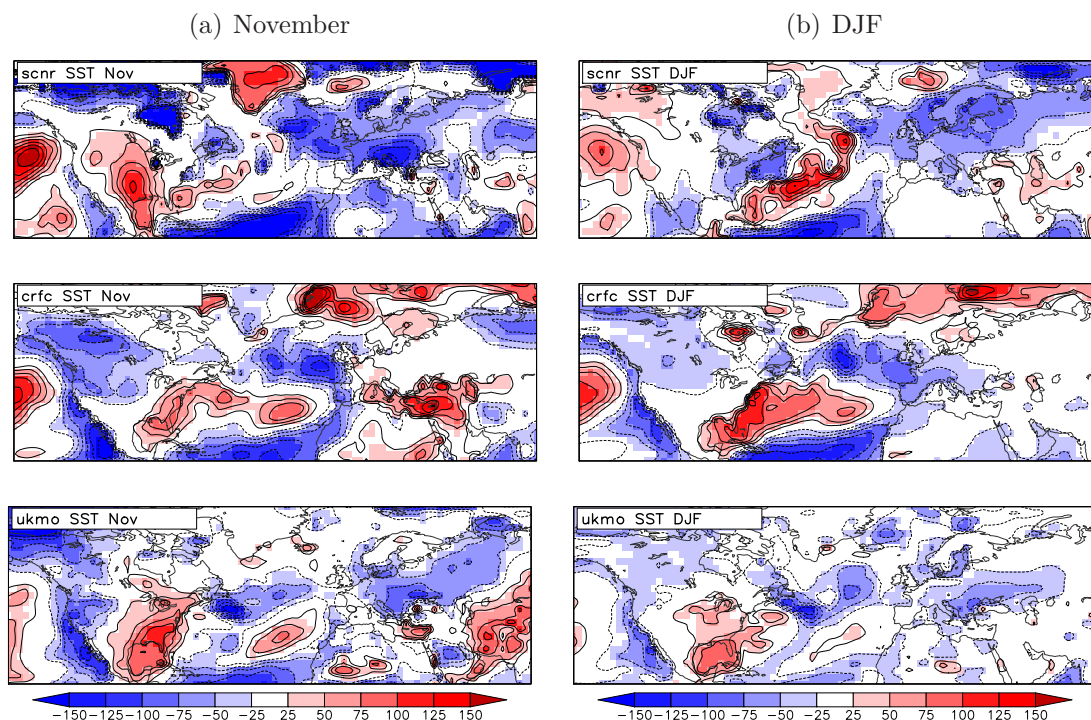 (a) November
(b) DJF
scnr SST Nov
scnr SST DJF
crfc SST Nov
crfc SST DJF
ukmo SST Nov
ukmo SST DJF
−150 −125 −100 −75 −50 −25 25 50 75 100 125 150
−150 −125 −100 −75 −50 −25 25 50 75 100 125 150